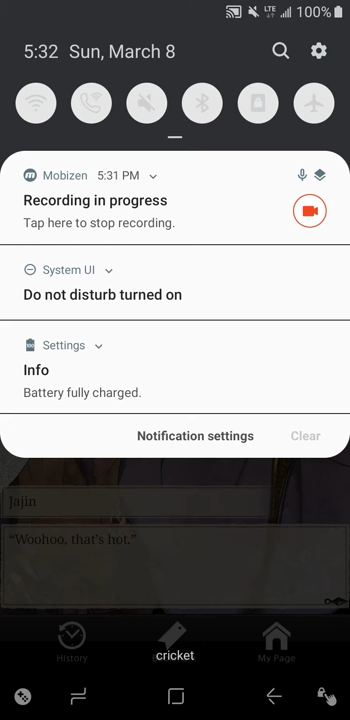 LTE 100%
5:32 Sun, March 8
Mobizen 5:31 PM
Recording in progress
Tap here to stop recording.
System UI
Do not disturb turned on
100 Settings
Info
Battery fully charged.
Notification settings Clear
Jajin
“Woohoo, that’s hot.”
History My Page
cricket